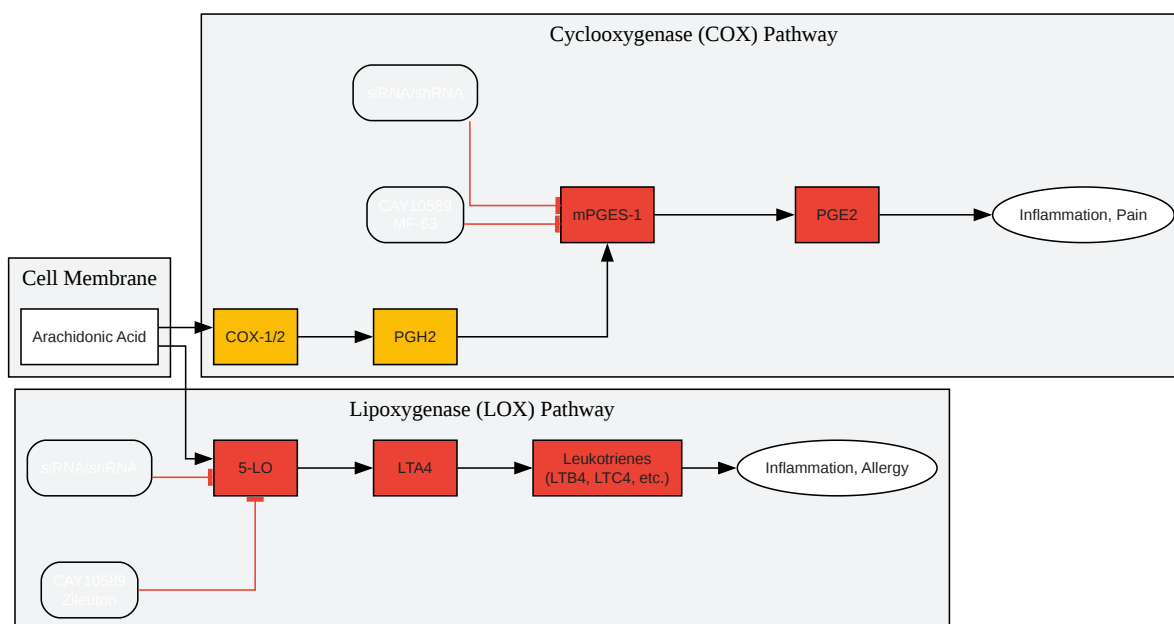 Cyclooxygenase (COX) Pathway
siRNA/shRNA
CAY10589
MF-63
mPGES-1
PGE2
Inflammation, Pain
Cell Membrane
Arachidonic Acid
COX-1/2
PGH2
Lipoxygenase (LOX) Pathway
siRNA/shRNA
5-LO
LTA4
Leukotrienes
(LTB4, LTC4, etc.)
Inflammation, Allergy
CAY10589
Zileuton